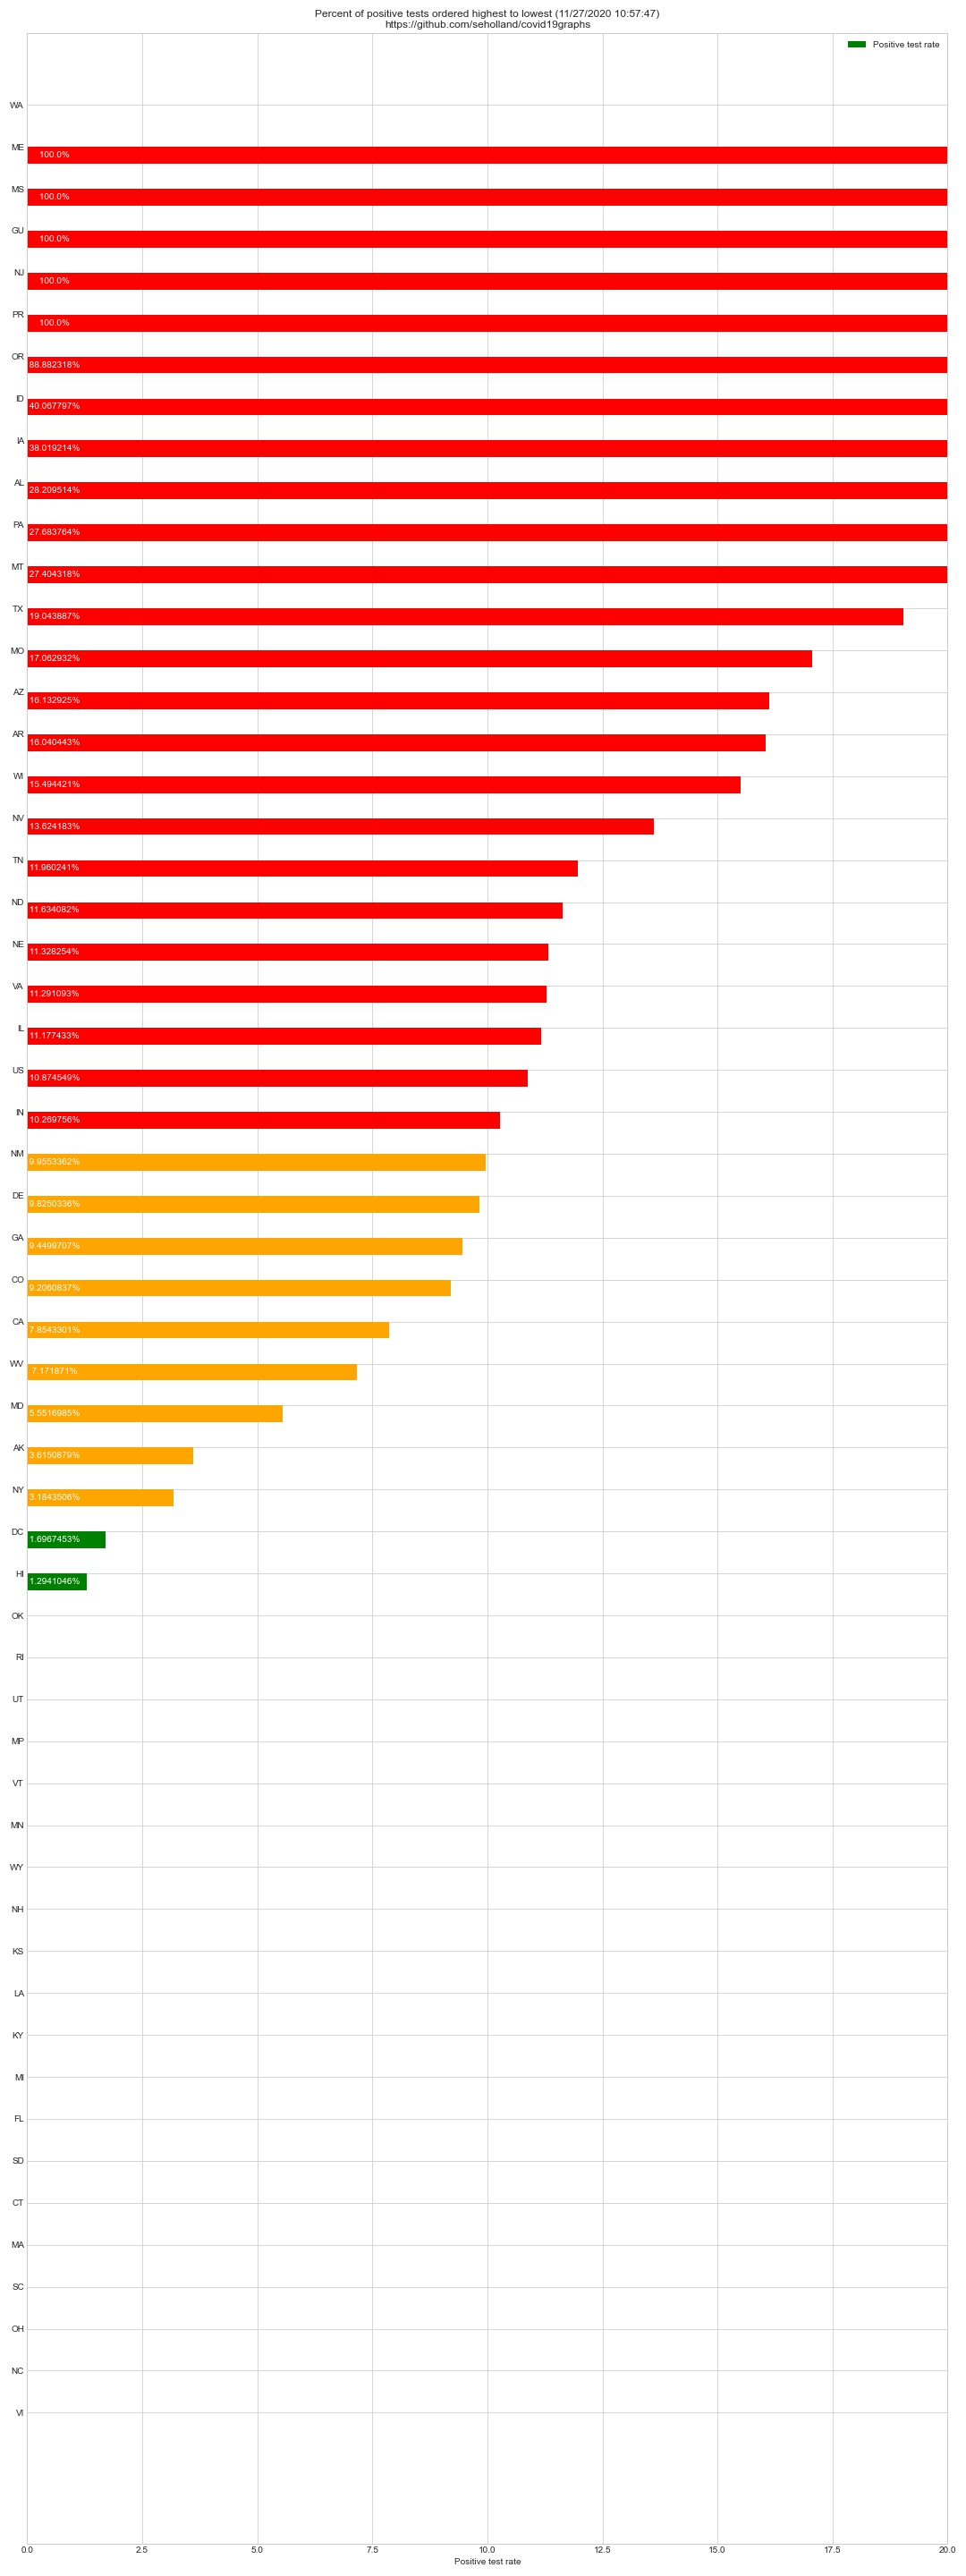 Percent of positive tests ordered highest to lowest (11/27/2020 10:57:47)
https://github.com/seholland/covid19graphs
Positive test rate
WA
ME 100.0%
MS 100.0%
GU 100.0%
NJ 100.0%
PR 100.0%
OR 88.882318%
ID 40.067797%
IA 38.019214%
AL 28.209514%
PA 27.683764%
MT 27.404318%
TX 19.043887%
MO 17.062932%
AZ 16.132925%
AR 16.040443%
WI 15.494421%
NV 13.624183%
TN 11.960241%
ND 11.634082%
NE 11.328254%
VA 11.291093%
IL 11.177433%
US 10.874549%
IN 10.269756%
NM 9.9553362%
DE 9.8250336%
GA 9.4499707%
CO 9.2060837%
CA 7.8543301%
WV 7.171871%
MD 5.5516985%
AK 3.6150879%
NY 3.1843506%
DC 1.6967453%
HI 1.2941046%
OK
RI
UT
MP
VT
MN
WY
NH
KS
LA
KY
MI
FL
SD
CT
MA
SC
OH
NC
VI
0.0 2.5 5.0 7.5 10.0 12.5 15.0 17.5 20.0
Positive test rate